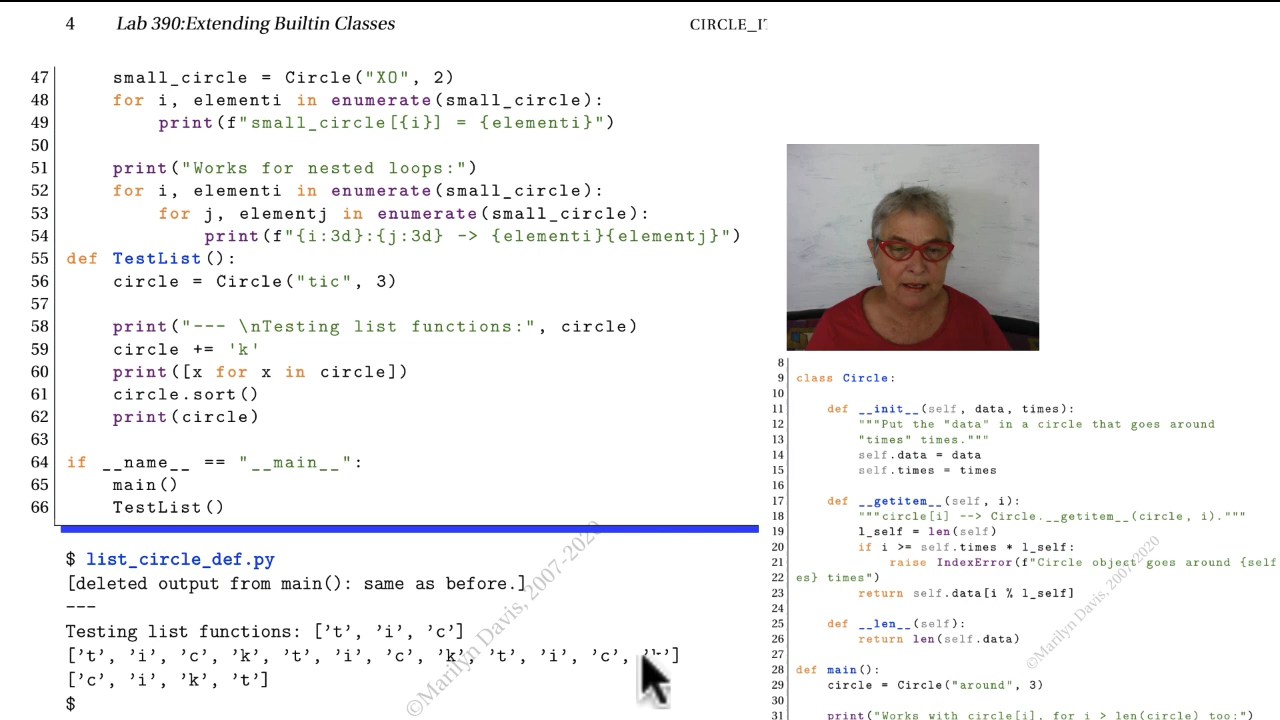 4 Lab 390:Extending Builtin Classes CIRCLE_IT
47 small_circle = Circle("XO", 2)
48 for i, elementi in enumerate(small_circle):
49 print(f"small_circle[{i}] = {elementi}")
50
51 print("Works for nested loops:")
52 for i, elementi in enumerate(small_circle):
53 for j, elementj in enumerate(small_circle):
54 print(f"{i:3d}:{j:3d} -> {elementi}{elementj}")
55 def TestList():
56 circle = Circle("tic", 3)
57
58 print("--- \nTesting list functions:", circle)
59 circle += 'k'
60 print([x for x in circle])
61 circle.sort()
62 print(circle)
63
64 if __name__ == "__main__":
65 main()
66 TestList()
$ list_circle_def.py
[deleted output from main(): same as before.]
---
Testing list functions: ['t', 'i', 'c']
['t', 'i', 'c', 'k', 't', 'i', 'c', 'k', 't', 'i', 'c', 'k']
['c', 'i', 'k', 't']
$
©Marilyn Davis, 2007-2020
8
9 class Circle:
10
11 def __init__(self, data, times):
12 """Put the "data" in a circle that goes around
13 "times" times."""
14 self.data = data
15 self.times = times
16
17 def __getitem__(self, i):
18 """circle[i] --> Circle.__getitem__(circle, i)."""
19 l_self = len(self)
20 if i >= self.times * l_self:
21 raise IndexError(f"Circle object goes around {self
22 es} times")
23 return self.data[i % l_self]
24
25 def __len__(self):
26 return len(self.data)
27
28 def main():
29 circle = Circle("around", 3)
30
31 print("Works with circle[i], for i > len(circle) too:")
©Marilyn Davis, 2007-2020